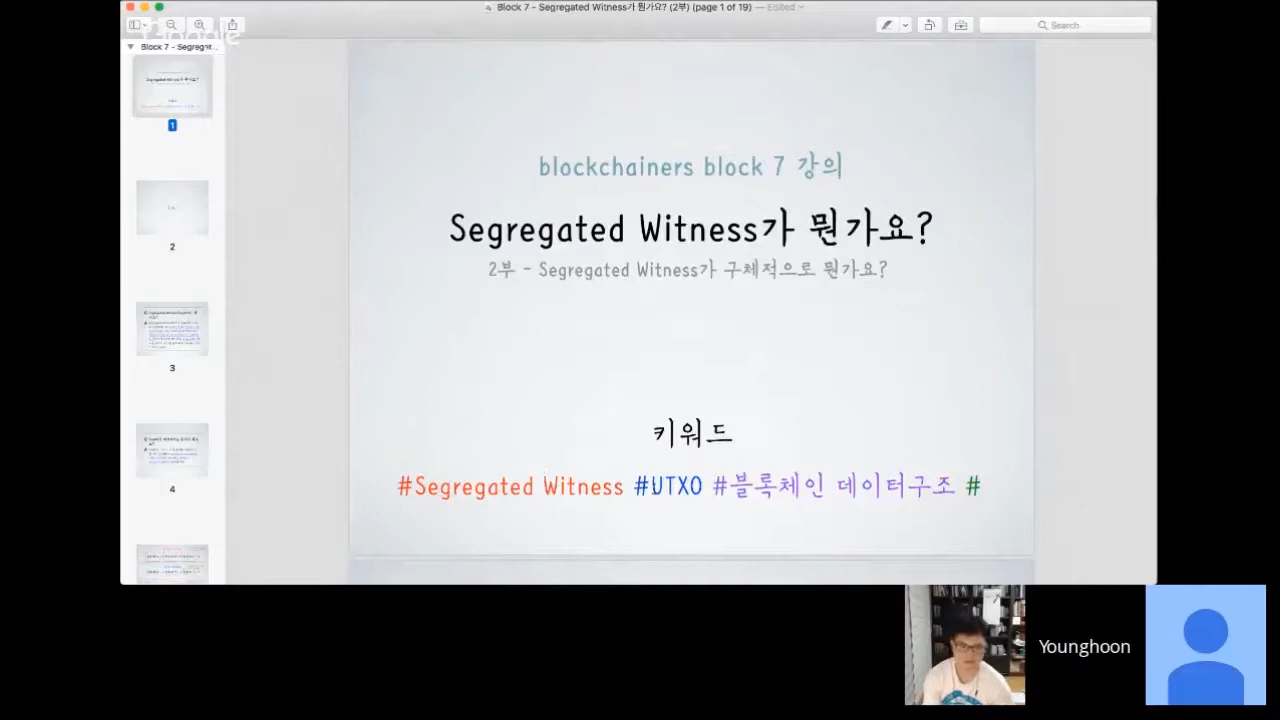 Block 7 - Segregated Witness가 뭔가요? (2부) (page 1 of 19) — Edited
Search
Block 7 - Segregat...
1
2
3
4
blockchainers block 7 강의
Segregated Witness가 뭔가요?
2부 - Segregated Witness가 구체적으로 뭔가요?
키워드
#Segregated Witness #UTXO #블록체인 데이터구조 #
Younghoon